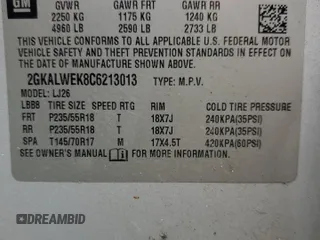 GM
GVWR GAWR FRT GAWR RR
2250 KG 1175 KG 1240 KG
4960 LB 2590 LB 2733 LB
THIS VEHICLE CONFORMS TO ALL U.S. FEDERAL MOTOR
VEHICLE SAFETY AND THEFT PREVENTION STANDARDS IN EFFECT ON
THE DATE OF MANUFACTURE SHOWN ABOVE.
2GKALWEK8C6213013 TYPE: M.P.V.
MODEL: LJ26
LBBB TIRE SIZE SPEED RTG RIM COLD TIRE PRESSURE
FRT P235/55R18 T 18X7J 240KPA(35PSI)
RR P235/55R18 T 18X7J 240KPA(35PSI)
SPA T145/70R17 M 17X4.5T 420KPA(60PSI)
SEE OWNER'S MANUAL FOR MORE INFORMATION.
© DREAMBID